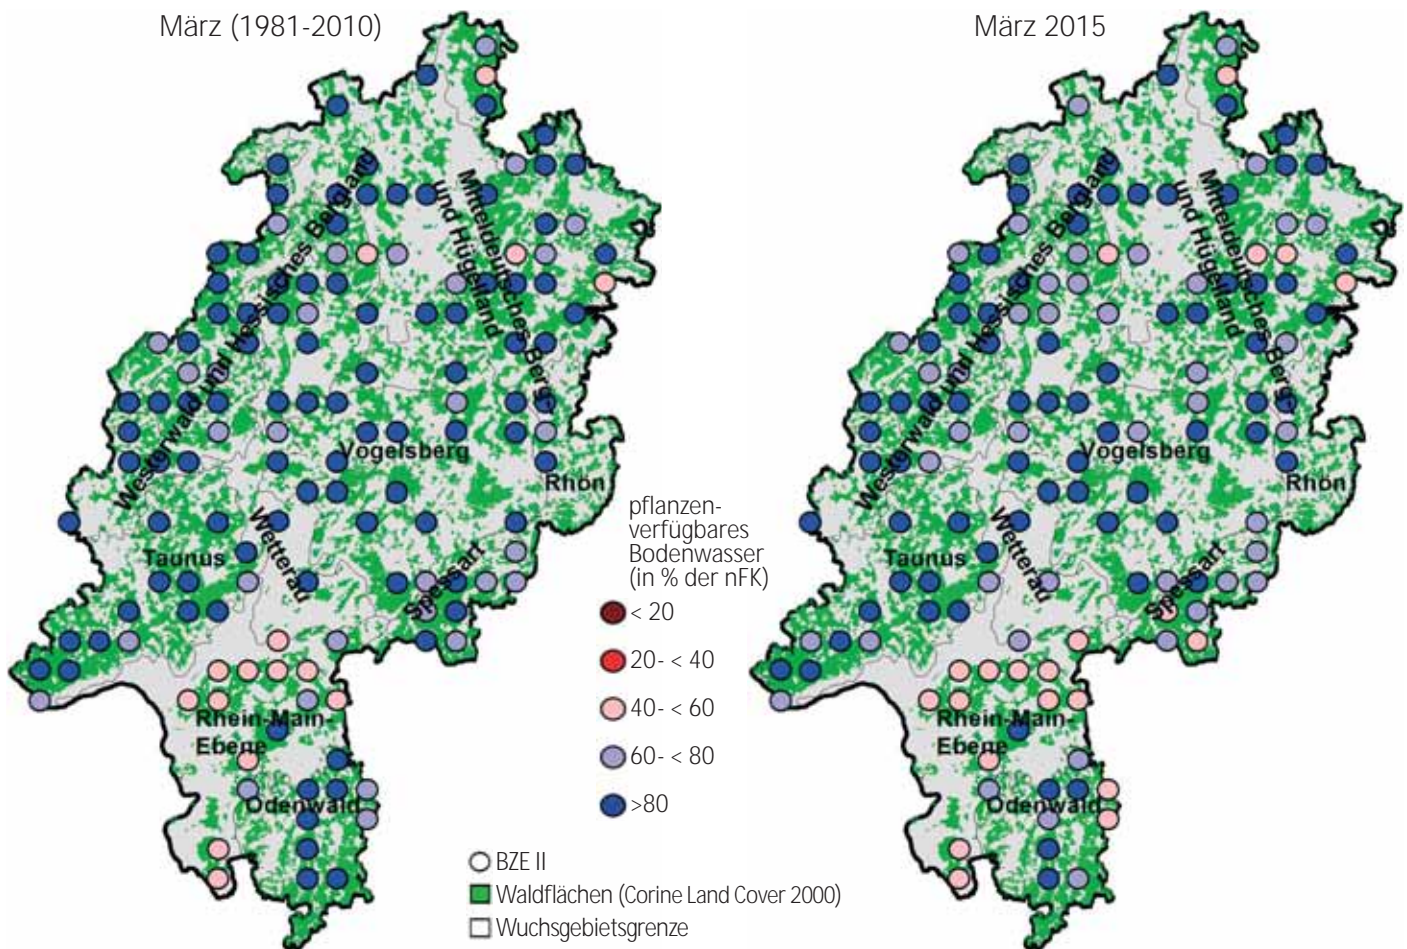 März (1981-2010)
März 2015
Westerwald und Hessisches Bergland
Mitteldeutsches Berg-
und Hügelland
Vogelsberg
Rhön
Taunus
Wetterau
Spessart
Rhein-Main-
Ebene
Odenwald
pflanzen-
verfügbares
Bodenwasser
(in % der nFK)
< 20
20- < 40
40- < 60
60- < 80
>80
BZE II
Waldflächen (Corine Land Cover 2000)
Wuchsgebietsgrenze
Westerwald und Hessisches Bergland
Mitteldeutsches Berg-
und Hügelland
Vogelsberg
Rhön
Taunus
Wetterau
Spessart
Rhein-Main-
Ebene
Odenwald